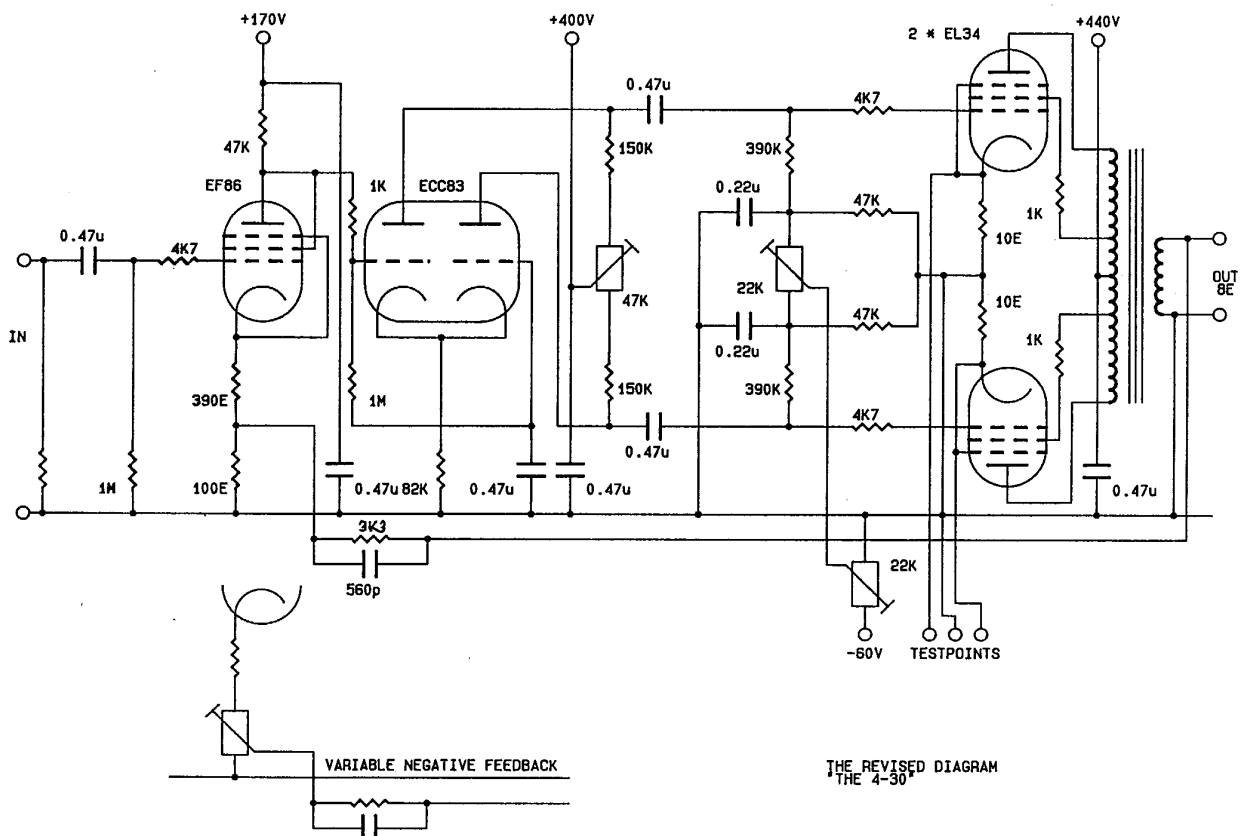 +170V
+400V
2 * EL34
+440V
0.47u
4K7
47K
150K
390K
EF86
1K
ECC83
0.22u
47K
1K
0.47u
4K7
10E
47K
22K
OUT
8E
10E
47K
IN
0.22u
1K
390E
1M
150K
390K
4K7
0.47u
1M
100E
0.47u
82K
0.47u
0.47u
0.47u
3K3
22K
560p
-60V
TESTPOINTS
VARIABLE NEGATIVE FEEDBACK
THE REVISED DIAGRAM
"THE 4-30"